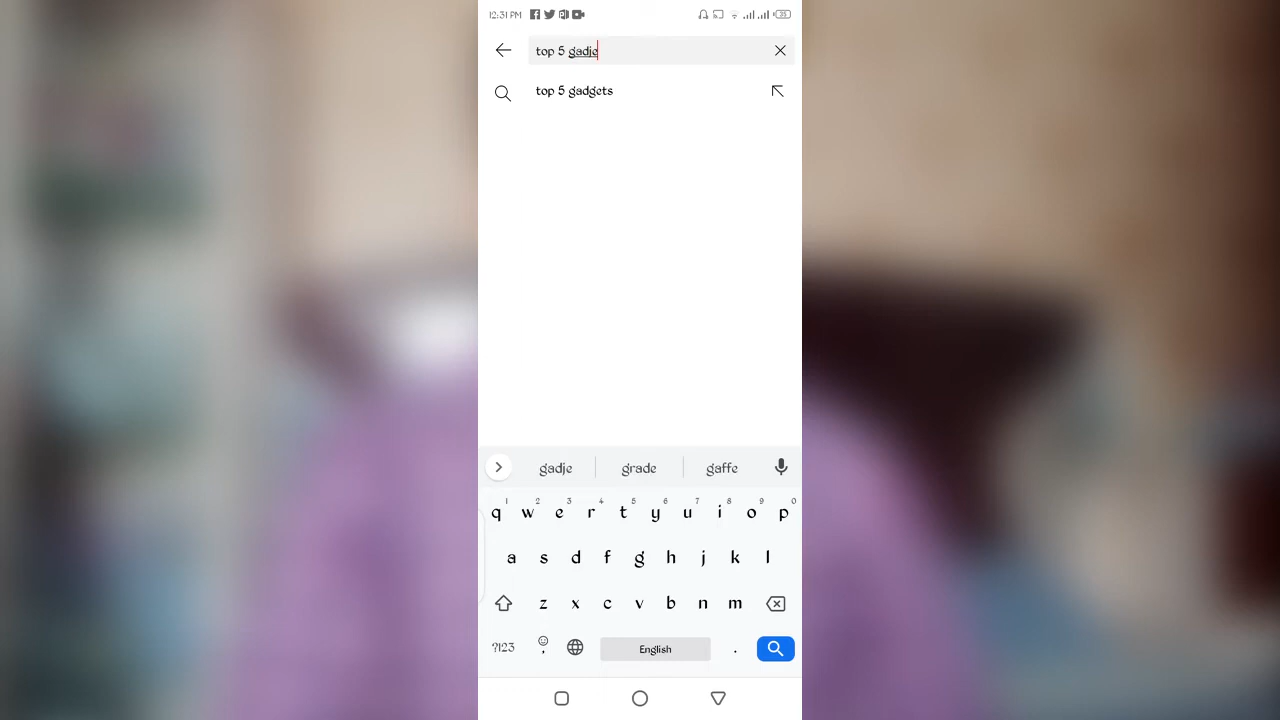 12:31 PM 23
top 5 gadje
top 5 gadgets
gadje grade gaffe
1 2 3 4 5 6 7 8 9 0
q w e r t y u i o p
a s d f g h j k l
z x c v b n m
?123 , English .